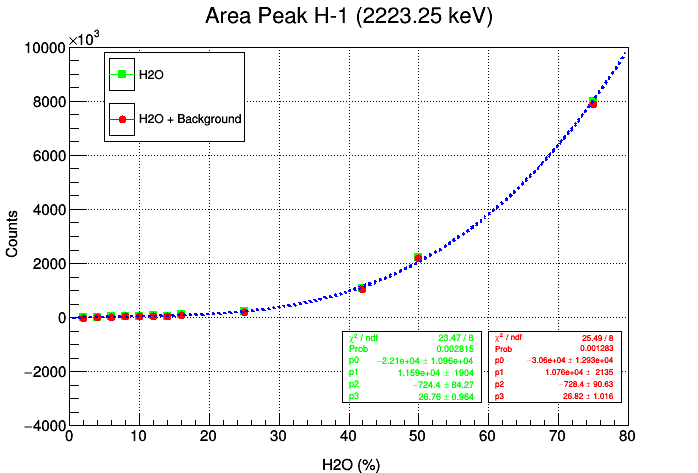 Area Peak H-1 (2223.25 keV)
×10³
10000
8000
6000
4000
2000
0
−2000
−4000
Counts
H2O
H2O + Background
χ² / ndf 23.47 / 8
Prob 0.002815
p0 −2.21e+04 ± 1.096e+04
p1 1.159e+04 ± 1904
p2 −724.4 ± 84.27
p3 26.76 ± 0.964
χ² / ndf 25.49 / 8
Prob 0.001283
p0 −3.06e+04 ± 1.293e+04
p1 1.076e+04 ± 2135
p2 −728.4 ± 90.63
p3 26.82 ± 1.016
0 10 20 30 40 50 60 70 80
H2O (%)